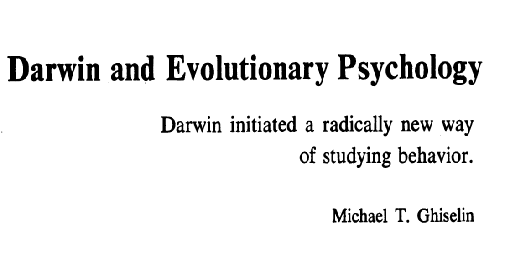 Darwin and Evolutionary Psychology
Darwin initiated a radically new way
of studying behavior.
Michael T. Ghiselin